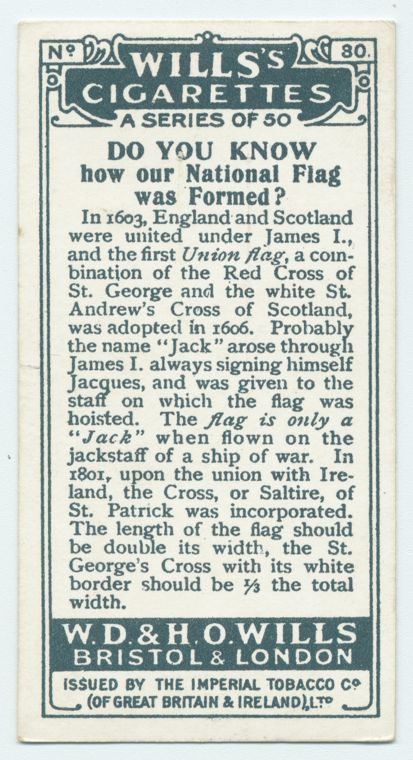 Nº 30.
WILLS's
CIGARETTES
A SERIES OF 50
DO YOU KNOW
how our National Flag
was Formed?
In 1603, England and Scotland
were united under James I.,
and the first Union flag, a com-
bination of the Red Cross of
St. George and the white St.
Andrew's Cross of Scotland,
was adopted in 1606. Probably
the name "Jack" arose through
James I. always signing himself
Jacques, and was given to the
staff on which the flag was
hoisted. The flag is only a
"Jack" when flown on the
jackstaff of a ship of war. In
1801, upon the union with Ire-
land, the Cross, or Saltire, of
St. Patrick was incorporated.
The length of the flag should
be double its width, the St.
George's Cross with its white
border should be ⅓ the total
width.
W.D. & H.O. WILLS
BRISTOL & LONDON
ISSUED BY THE IMPERIAL TOBACCO Cº
(OF GREAT BRITAIN & IRELAND), LTD